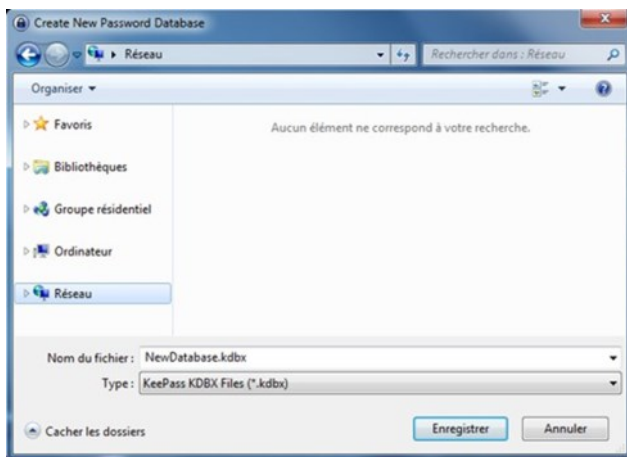 Create New Password Database
Réseau
Rechercher dans : Réseau
Organiser
Favoris
Aucun élément ne correspond à votre recherche.
Bibliothèques
Groupe résidentiel
Ordinateur
Réseau
Nom du fichier : NewDatabase.kdbx
Type : KeePass KDBX Files (*.kdbx)
Cacher les dossiers
Enregistrer
Annuler